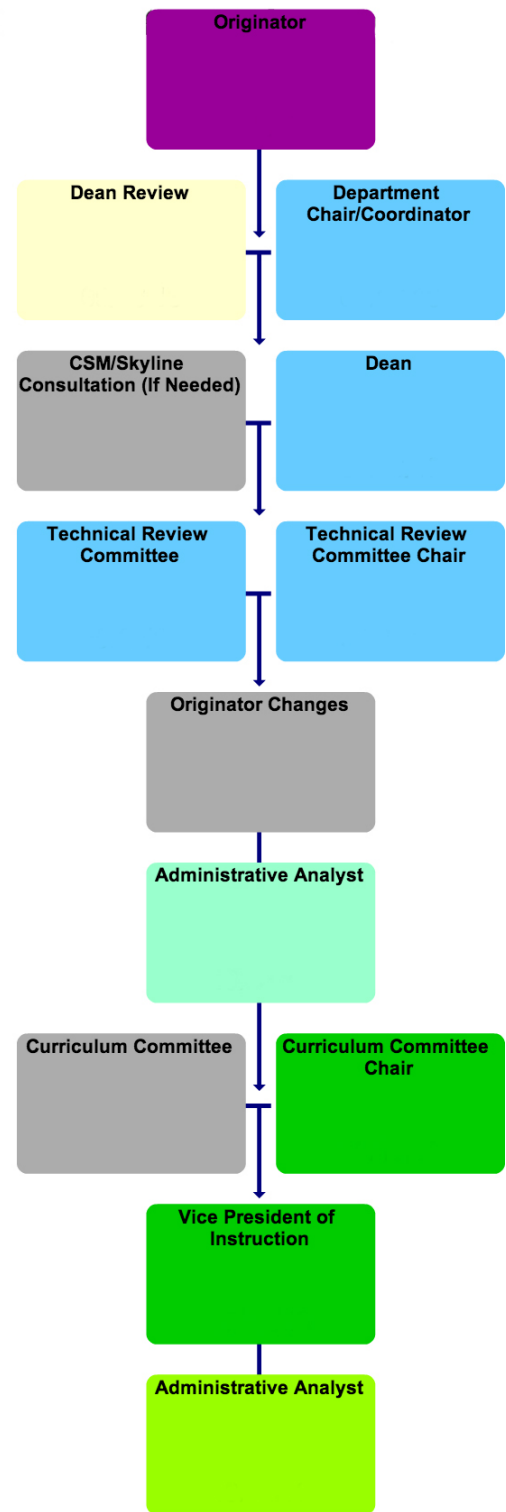 Originator
Dean Review
Department
Chair/Coordinator
CSM/Skyline
Consultation (If Needed)
Dean
Technical Review
Committee
Technical Review
Committee Chair
Originator Changes
Administrative Analyst
Curriculum Committee
Curriculum Committee
Chair
Vice President of
Instruction
Administrative Analyst